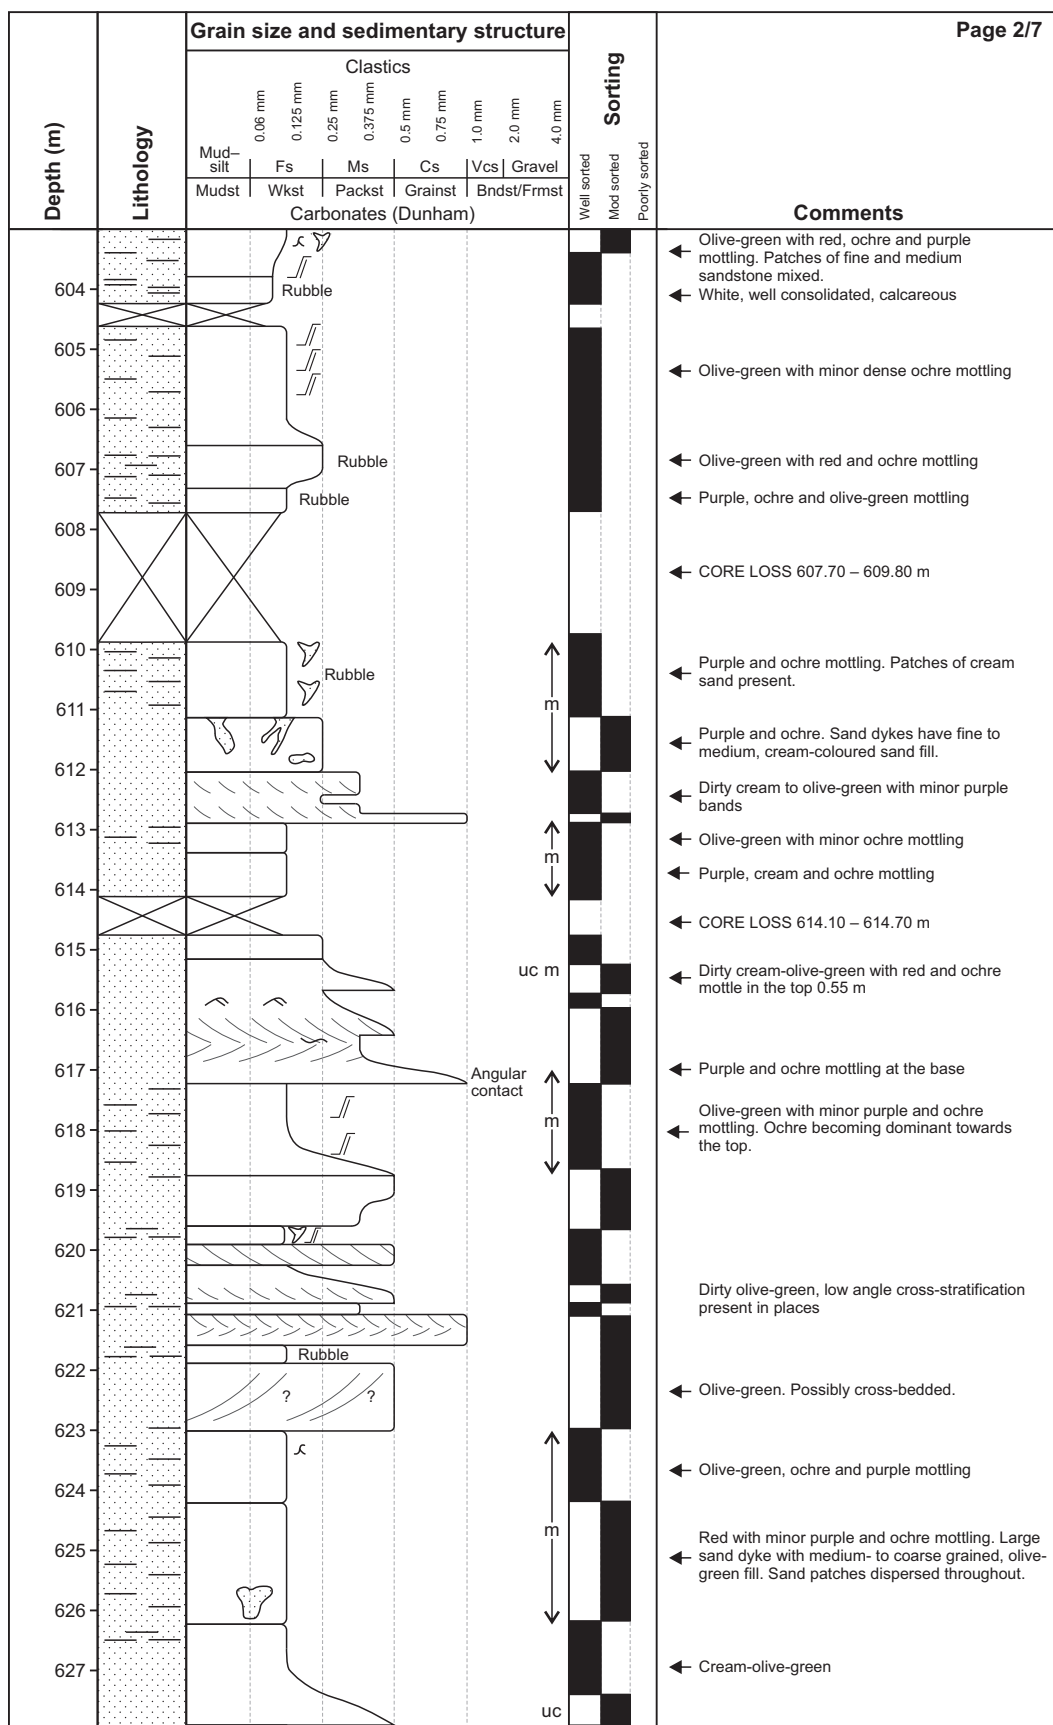 Grain size and sedimentary structure
Page 2/7
Depth (m)
Lithology
Clastics
0.06 mm
0.125 mm
0.25 mm
0.375 mm
0.5 mm
0.75 mm
1.0 mm
2.0 mm
4.0 mm
Mud–
silt
Fs
Ms
Cs
Vcs
Gravel
Mudst
Wkst
Packst
Grainst
Bndst/Frmst
Carbonates (Dunham)
Sorting
Well sorted
Mod sorted
Poorly sorted
Comments
Olive-green with red, ochre and purple
mottling. Patches of fine and medium
sandstone mixed.
604
Rubble
White, well consolidated, calcareous
605
Olive-green with minor dense ochre mottling
606
607
Rubble
Olive-green with red and ochre mottling
Rubble
Purple, ochre and olive-green mottling
608
CORE LOSS 607.70 – 609.80 m
609
610
Rubble
Purple and ochre mottling. Patches of cream
sand present.
611
m
Purple and ochre. Sand dykes have fine to
medium, cream-coloured sand fill.
612
Dirty cream to olive-green with minor purple
bands
613
Olive-green with minor ochre mottling
m
Purple, cream and ochre mottling
614
CORE LOSS 614.10 – 614.70 m
615
uc m
Dirty cream-olive-green with red and ochre
mottle in the top 0.55 m
616
617
Angular
contact
Purple and ochre mottling at the base
m
Olive-green with minor purple and ochre
mottling. Ochre becoming dominant towards
the top.
618
619
620
Dirty olive-green, low angle cross-stratification
present in places
621
Rubble
622
? ?
Olive-green. Possibly cross-bedded.
623
Olive-green, ochre and purple mottling
624
m
Red with minor purple and ochre mottling. Large
sand dyke with medium- to coarse grained, olive-
green fill. Sand patches dispersed throughout.
625
626
627
Cream-olive-green
uc